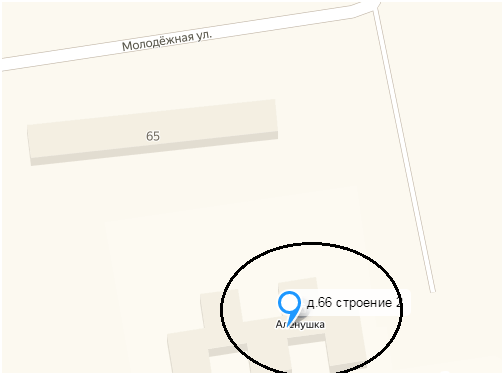 Молодёжная ул.
65
д.66 строение 2
Алёнушка